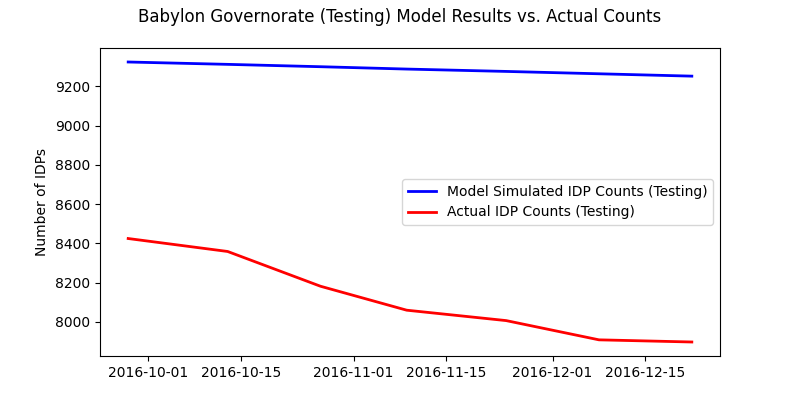 Babylon Governorate (Testing) Model Results vs. Actual Counts
Number of IDPs
9200
9000
8800
8600
8400
8200
8000
Model Simulated IDP Counts (Testing)
Actual IDP Counts (Testing)
2016-10-01 2016-10-15 2016-11-01 2016-11-15 2016-12-01 2016-12-15